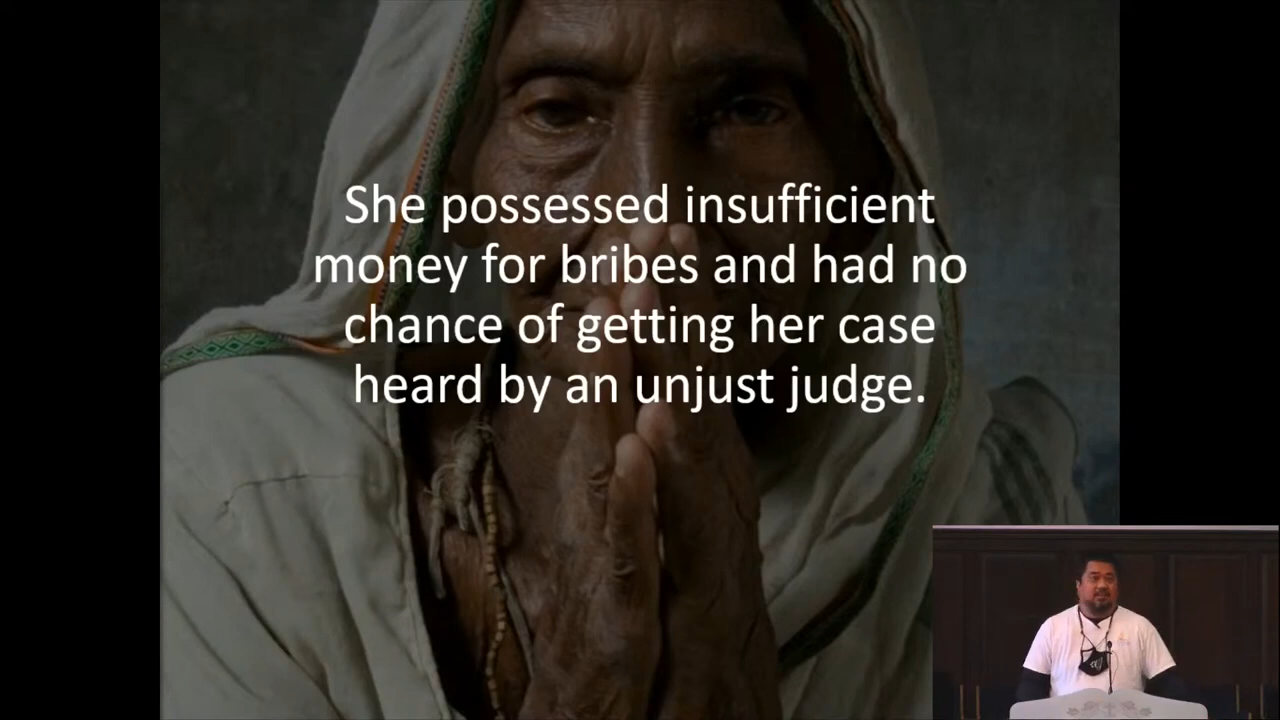 She possessed insufficient
money for bribes and had no
chance of getting her case
heard by an unjust judge.